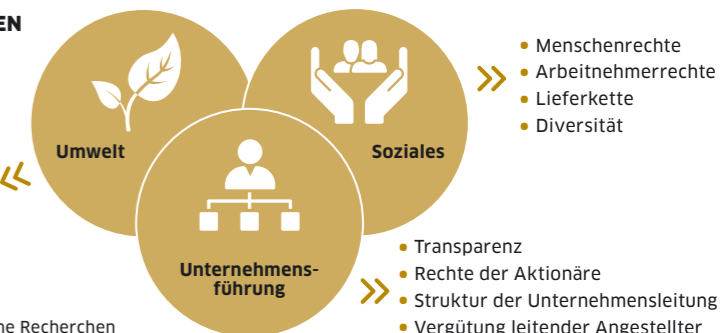 EN
Umwelt
Soziales
• Menschenrechte
• Arbeitnehmerrechte
• Lieferkette
• Diversität
Unternehmens-
führung
• Transparenz
• Rechte der Aktionäre
• Struktur der Unternehmensleitung
• Vergütung leitender Angestellter
ne Recherchen